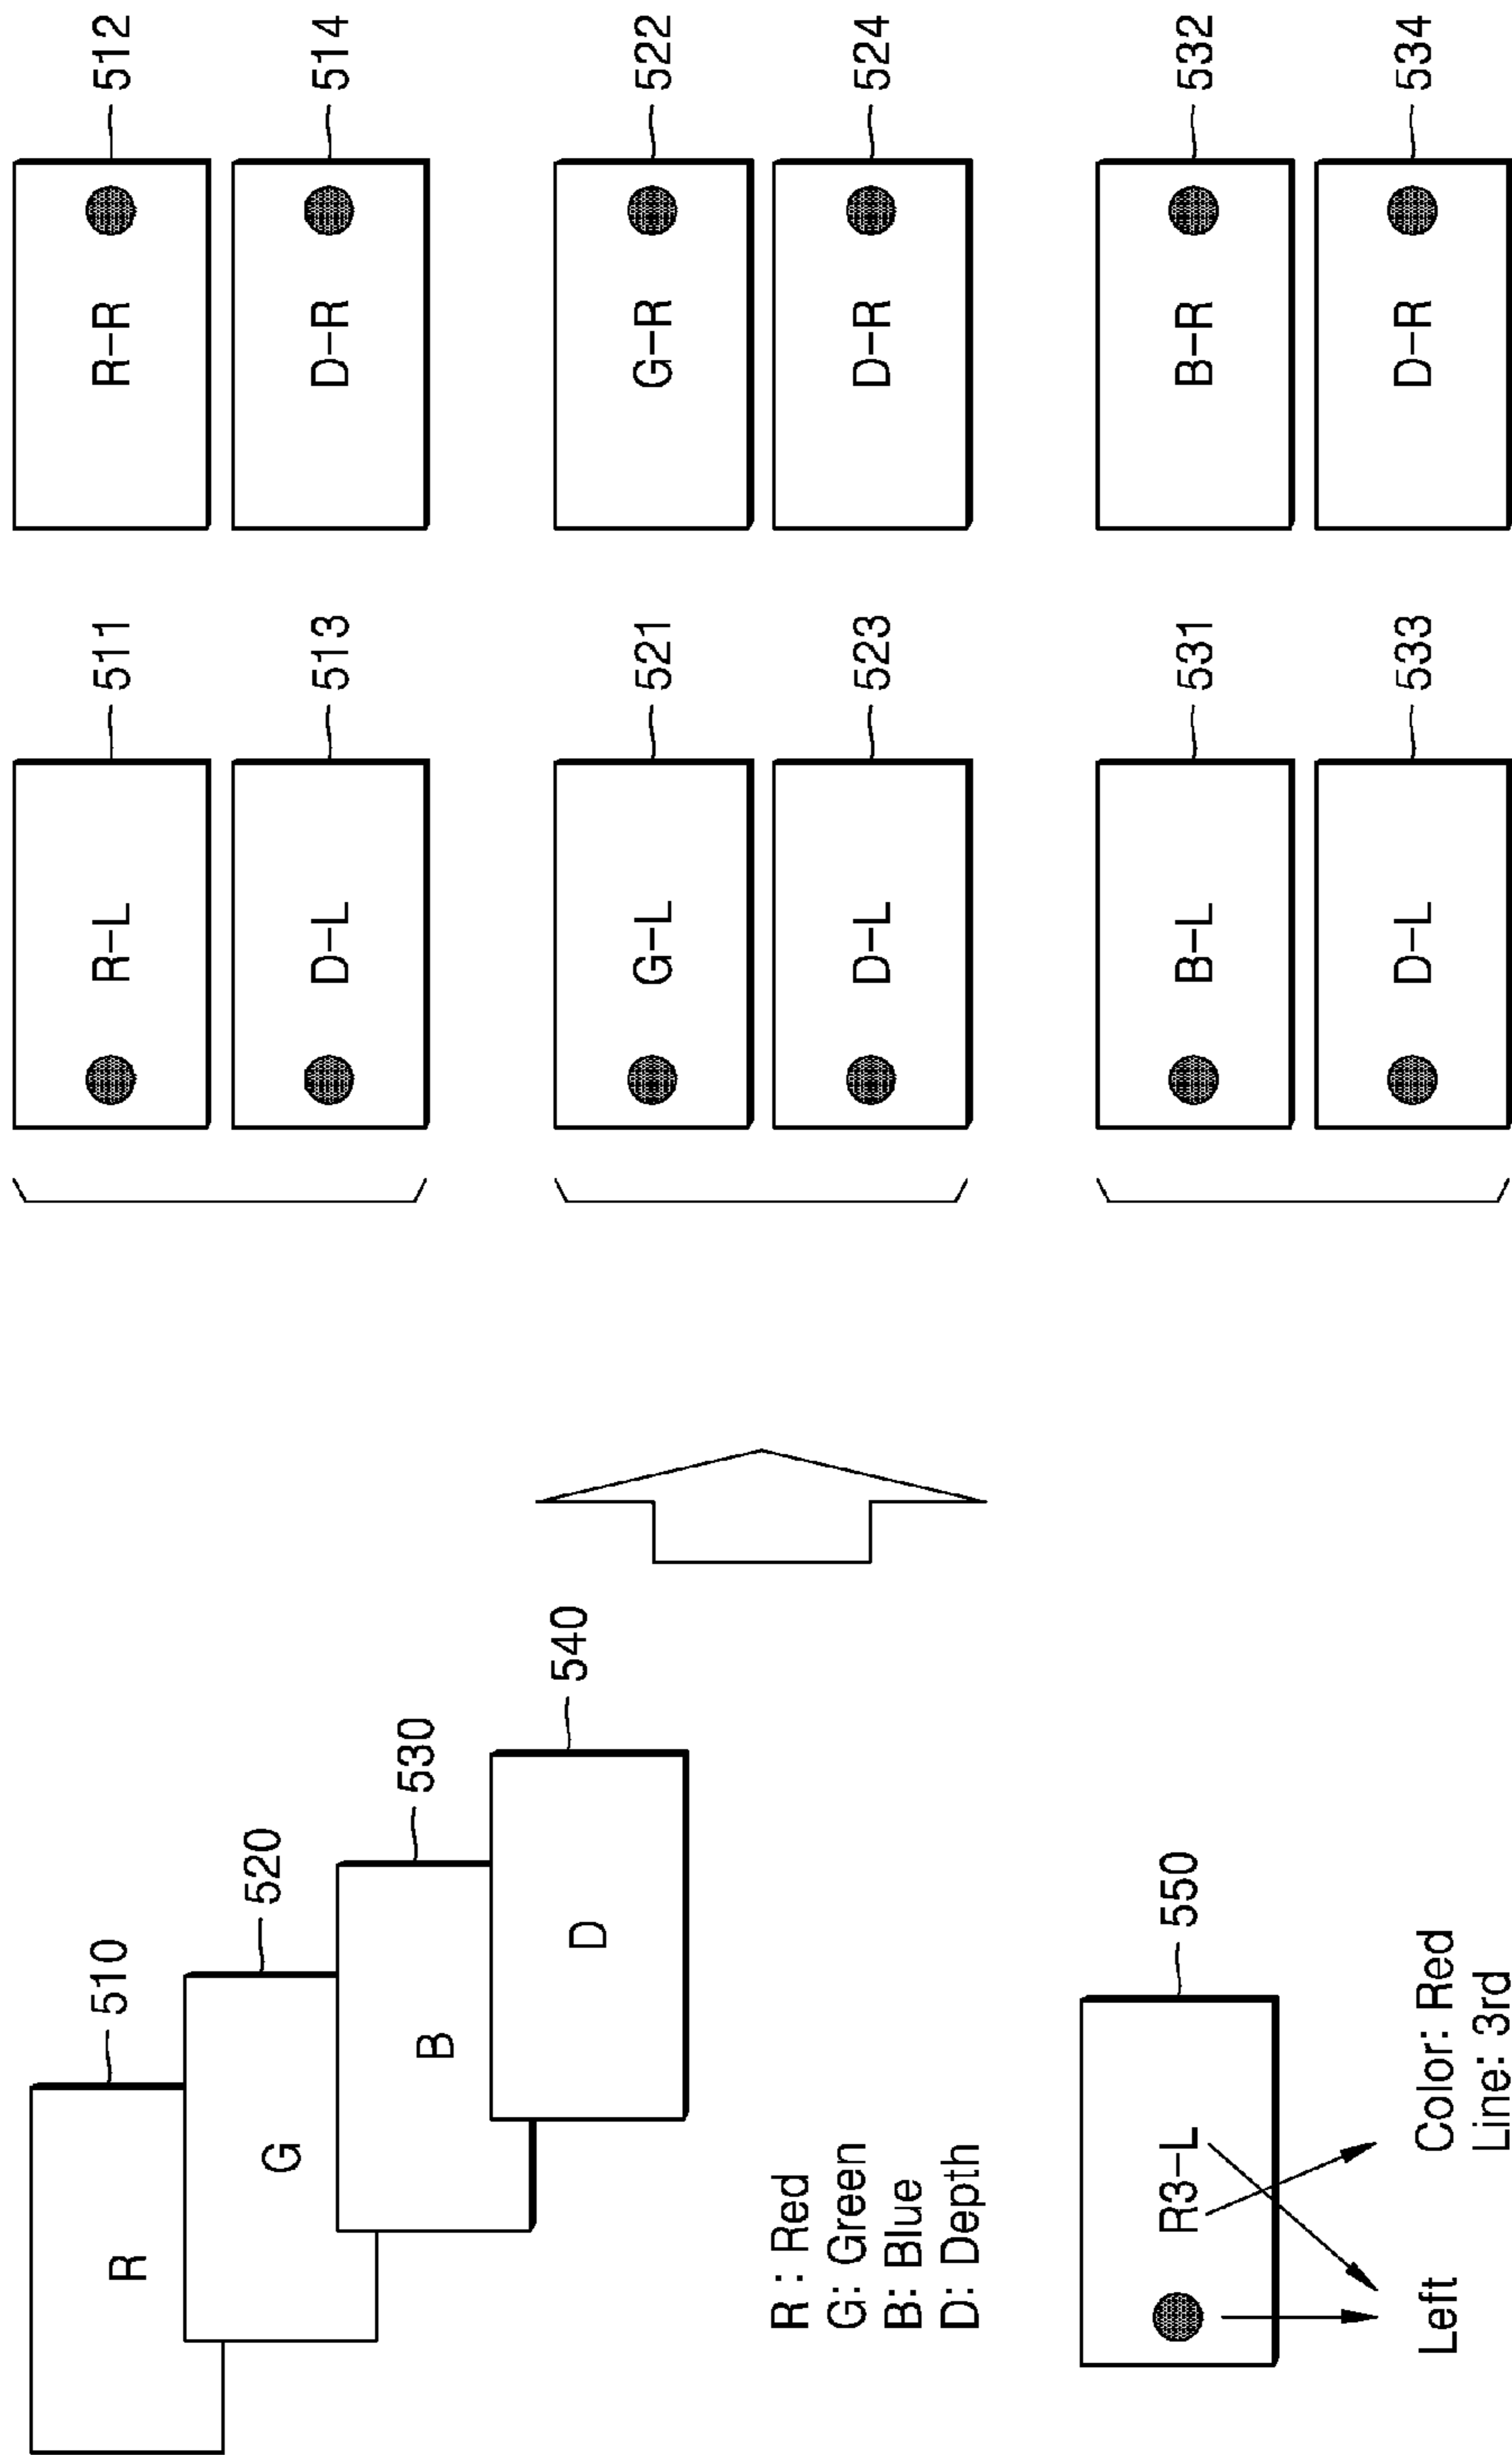 R
510
G
520
B
530
D
540
R : Red
G: Green
B: Blue
D: Depth
R3-L
550
Left
Color: Red
Line: 3rd
R-L
511
R-R
512
D-L
513
D-R
514
G-L
521
G-R
522
D-L
523
D-R
524
B-L
531
B-R
532
D-L
533
D-R
534